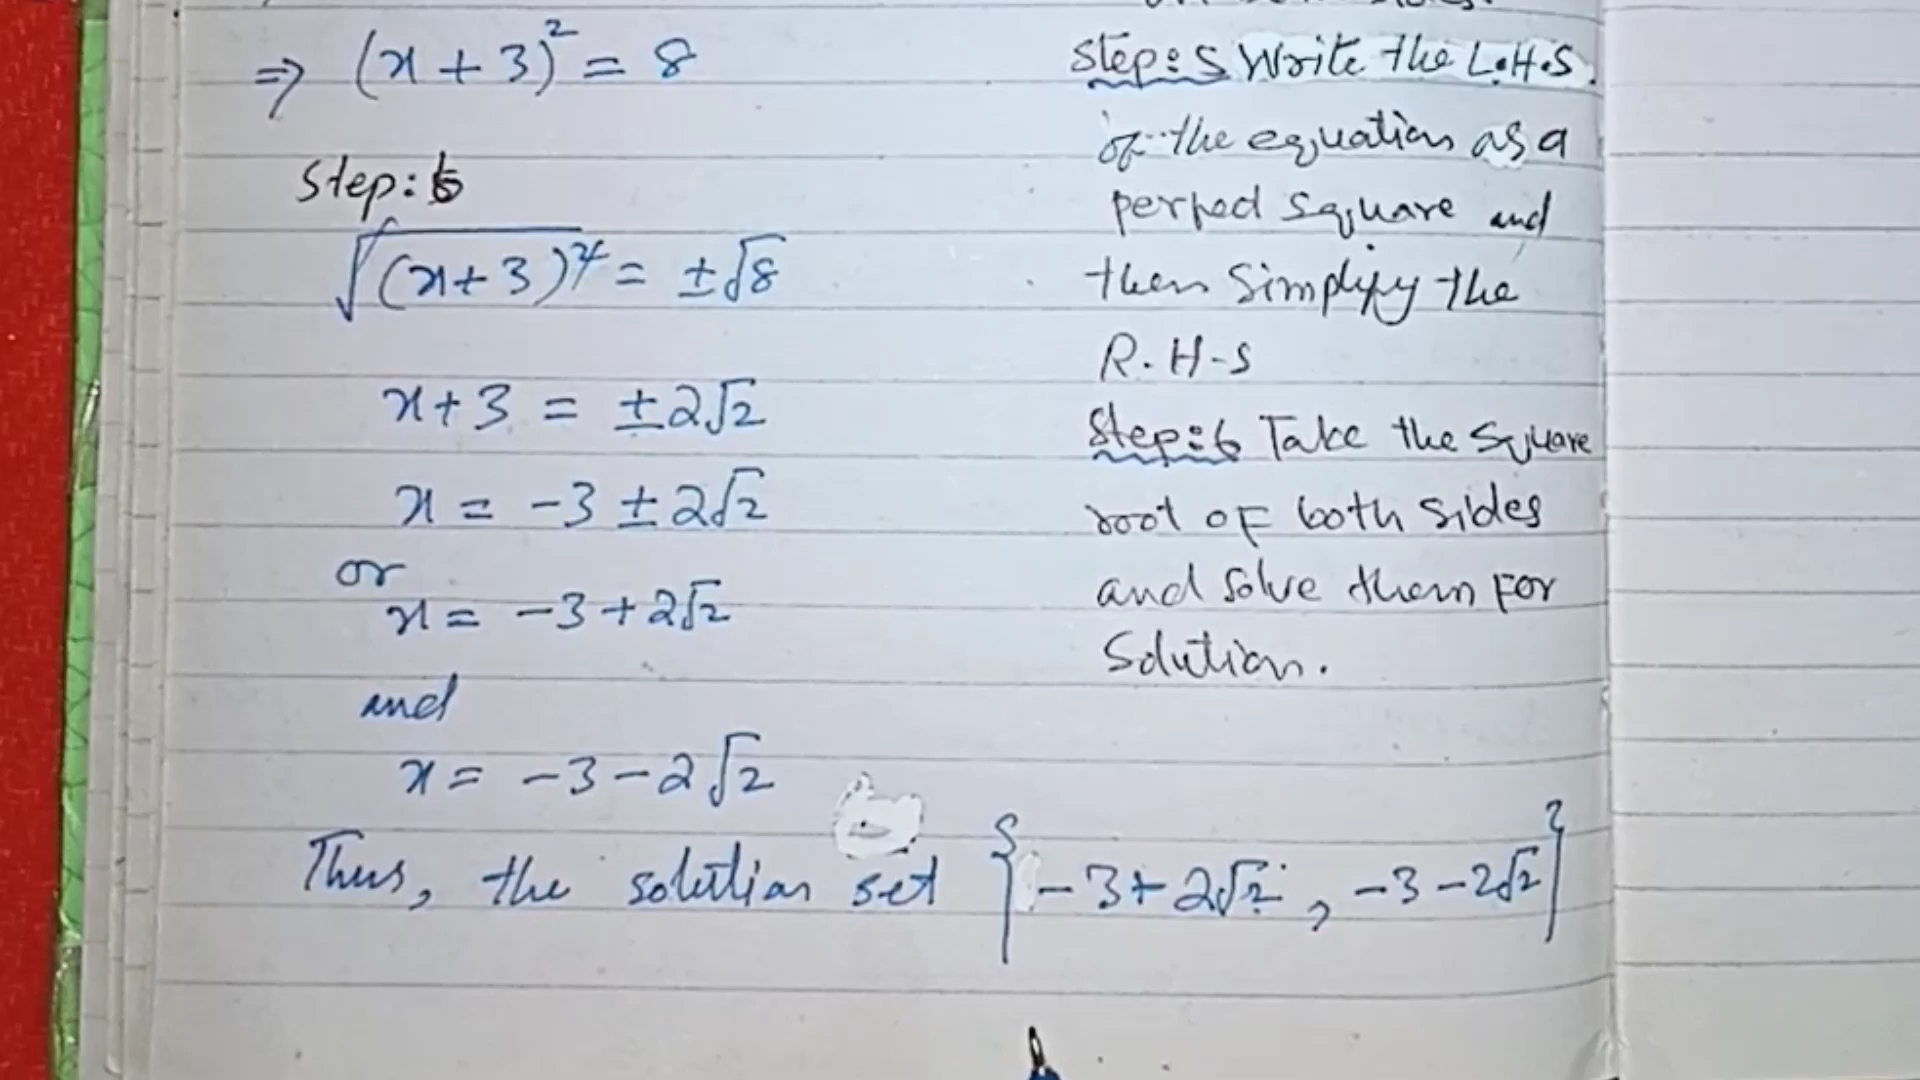 ⇒ (x + 3)² = 8
Step: 6
√(x+3)² = ±√8
x+3 = ±2√2
x = -3 ± 2√2
or
x = -3+2√2
and
x = -3-2√2
Thus, the solution set {-3+2√2, -3-2√2}
Step: 5 Write the L.H.S.
of the equation as a
perfect square and
then Simplify the
R.H-S
Step: 6 Take the square
root of both sides
and solve them For
Solution.